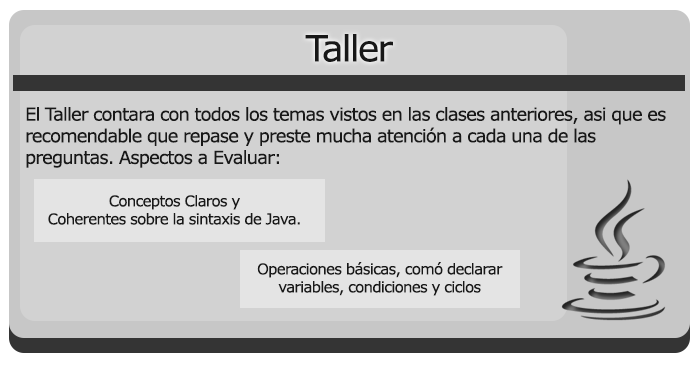 Taller
El Taller contara con todos los temas vistos en las clases anteriores, asi que es
recomendable que repase y preste mucha atención a cada una de las
preguntas. Aspectos a Evaluar:
Conceptos Claros y
Coherentes sobre la sintaxis de Java.
Operaciones básicas, comó declarar
variables, condiciones y ciclos